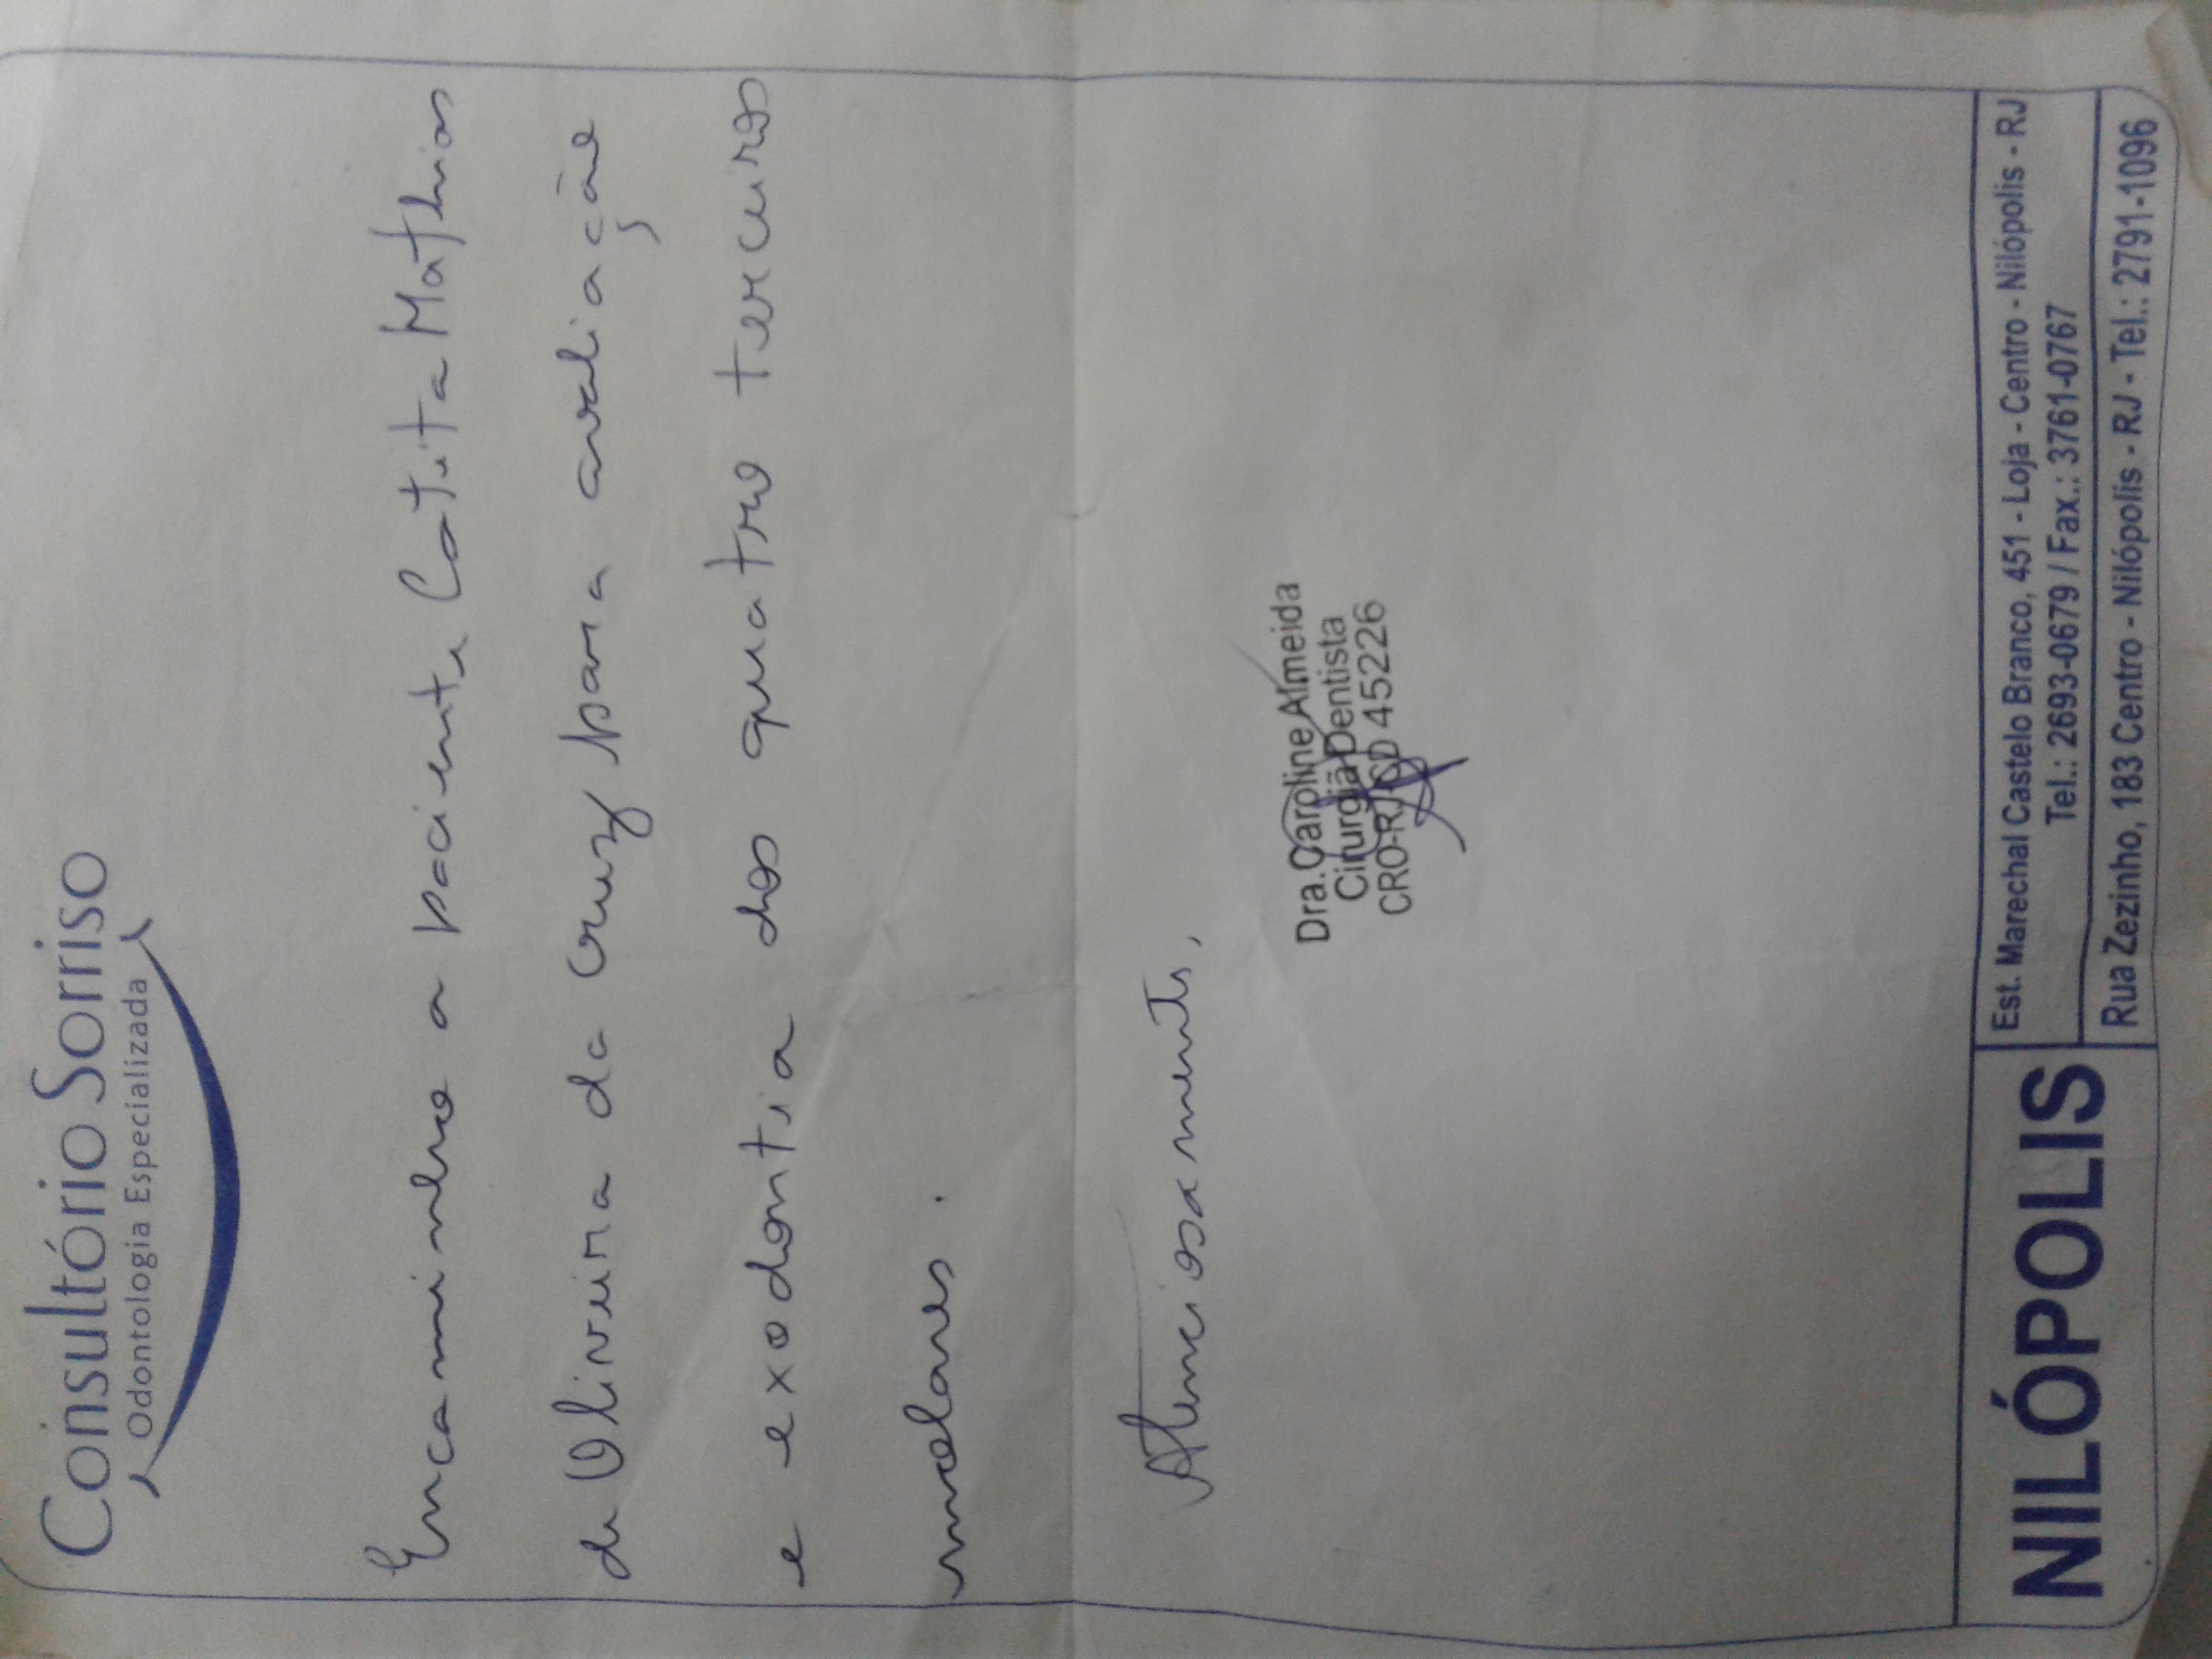 Consultório Sorriso
Odontologia Especializada
Encaminho a paciente Catita Mathias
de Oliveira da Cruz para avaliação
e exodontia dos quatro terceiros
molares.
Atenciosamente,
Dra. Caroline Almeida
Cirurgiã Dentista
CRO-RJ-CD 45226
NILÓPOLIS
Est. Marechal Castelo Branco, 451 - Loja - Centro - Nilópolis - RJ
Tel.: 2693-0679 / Fax.: 3761-0767
Rua Zezinho, 183 Centro - Nilópolis - RJ - Tel.: 2791-1096